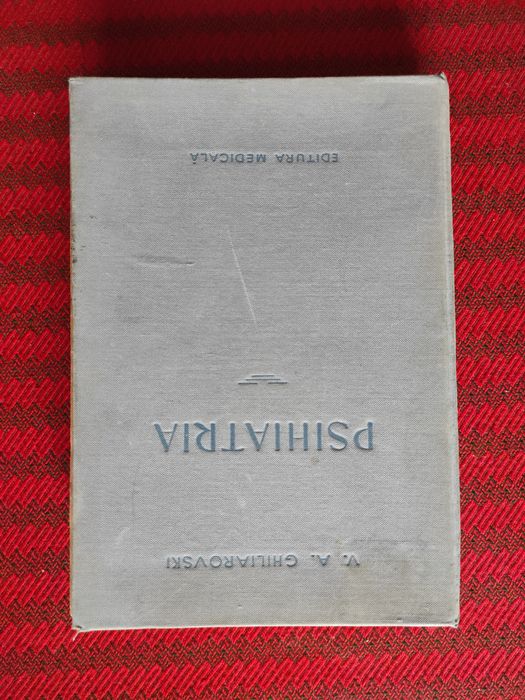 V. A. GHILIAROVSKI
PSIHIATRIA
EDITURA MEDICALĂ